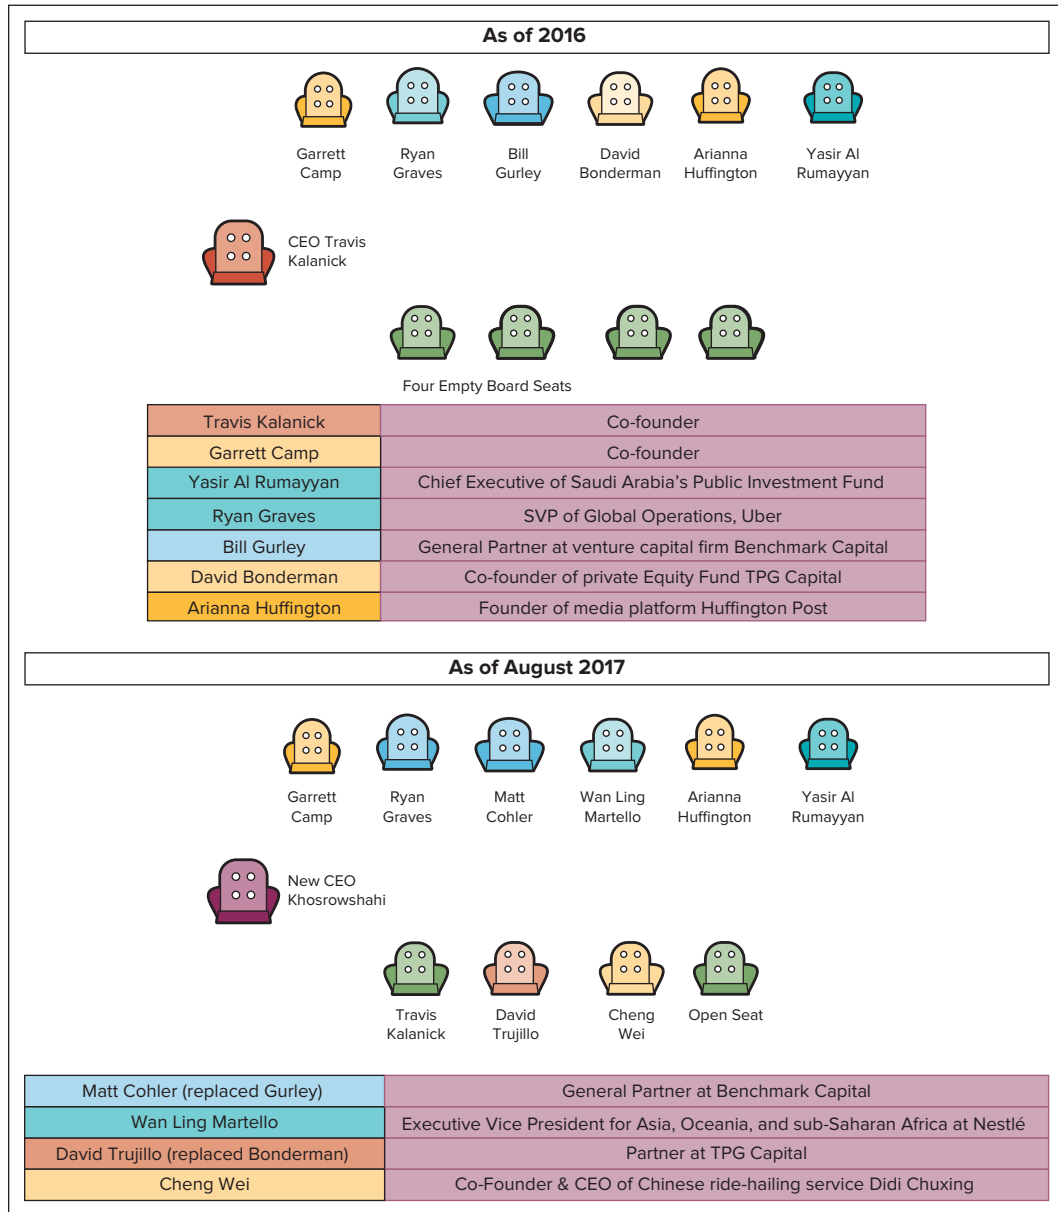 As of 2016
Garrett
Camp
Ryan
Graves
Bill
Gurley
David
Bonderman
Arianna
Huffington
Yasir Al
Rumayyan
CEO Travis
Kalanick
Four Empty Board Seats
Travis Kalanick Co-founder
Garrett Camp Co-founder
Yasir Al Rumayyan Chief Executive of Saudi Arabia’s Public Investment Fund
Ryan Graves SVP of Global Operations, Uber
Bill Gurley General Partner at venture capital firm Benchmark Capital
David Bonderman Co-founder of private Equity Fund TPG Capital
Arianna Huffington Founder of media platform Huffington Post
As of August 2017
Garrett
Camp
Ryan
Graves
Matt
Cohler
Wan Ling
Martello
Arianna
Huffington
Yasir Al
Rumayyan
New CEO
Khosrowshahi
Travis
Kalanick
David
Trujillo
Cheng
Wei
Open Seat
Matt Cohler (replaced Gurley) General Partner at Benchmark Capital
Wan Ling Martello Executive Vice President for Asia, Oceania, and sub-Saharan Africa at Nestlé
David Trujillo (replaced Bonderman) Partner at TPG Capital
Cheng Wei Co-Founder & CEO of Chinese ride-hailing service Didi Chuxing